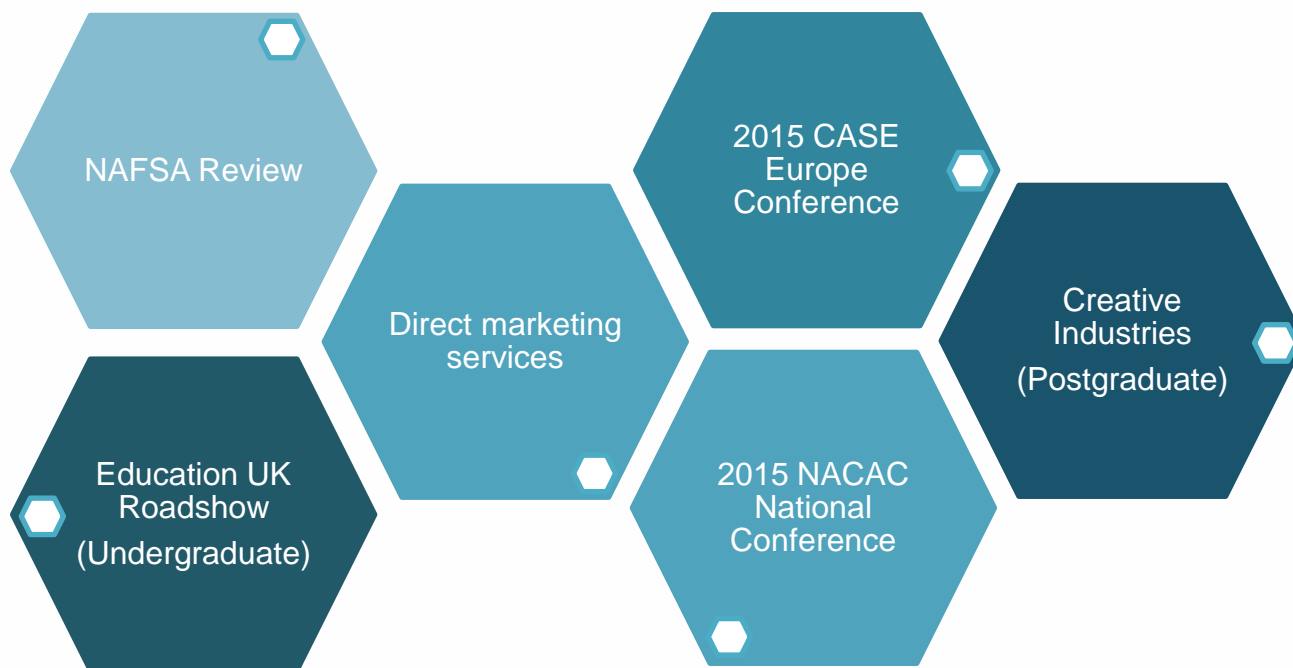 NAFSA Review
Education UK
Roadshow
(Undergraduate)
Direct marketing
services
2015 CASE
Europe
Conference
2015 NACAC
National
Conference
Creative
Industries
(Postgraduate)